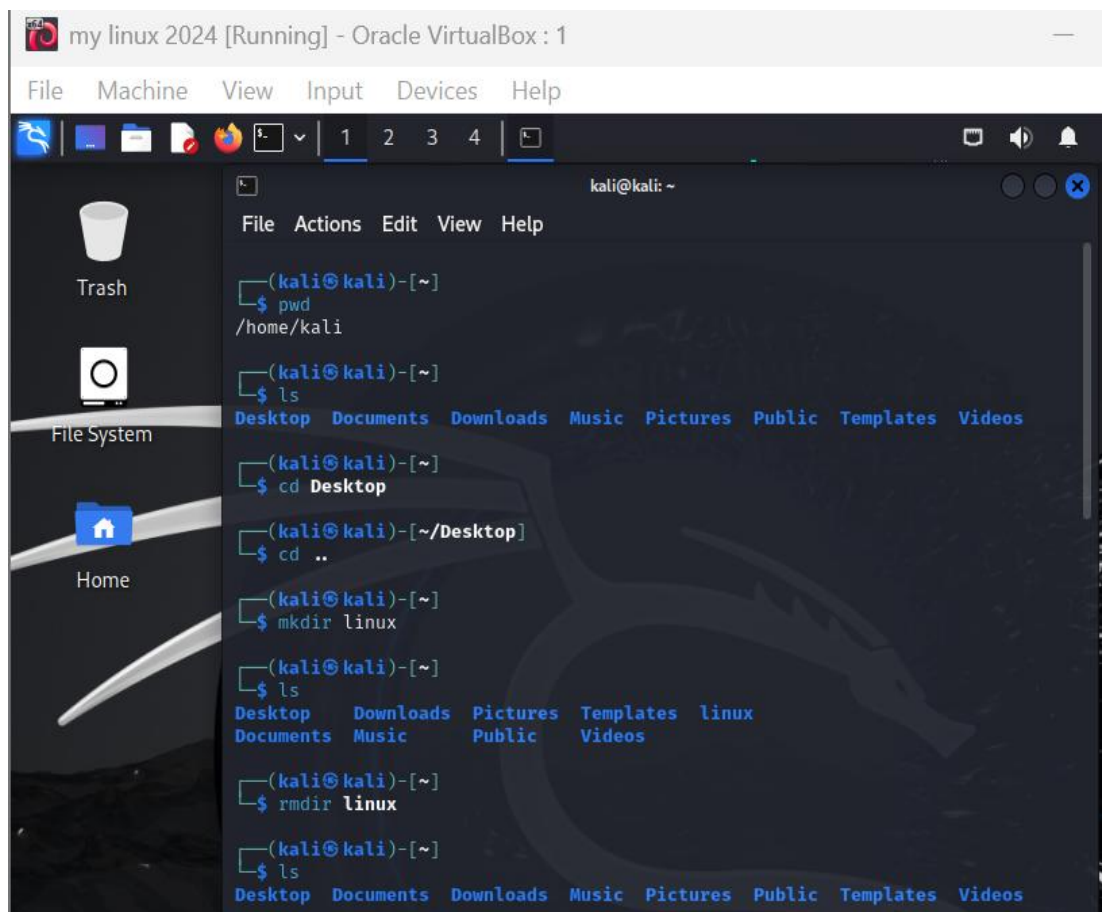 my linux 2024 [Running] - Oracle VirtualBox : 1
File Machine View Input Devices Help
1 2 3 4
kali@kali: ~
File Actions Edit View Help
Trash
File System
Home
┌──(kali㉿kali)-[~]
└─$ pwd
/home/kali
┌──(kali㉿kali)-[~]
└─$ ls
Desktop Documents Downloads Music Pictures Public Templates Videos
┌──(kali㉿kali)-[~]
└─$ cd Desktop
┌──(kali㉿kali)-[~/Desktop]
└─$ cd ..
┌──(kali㉿kali)-[~]
└─$ mkdir linux
┌──(kali㉿kali)-[~]
└─$ ls
Desktop Downloads Pictures Templates linux
Documents Music Public Videos
┌──(kali㉿kali)-[~]
└─$ rmdir linux
┌──(kali㉿kali)-[~]
└─$ ls
Desktop Documents Downloads Music Pictures Public Templates Videos